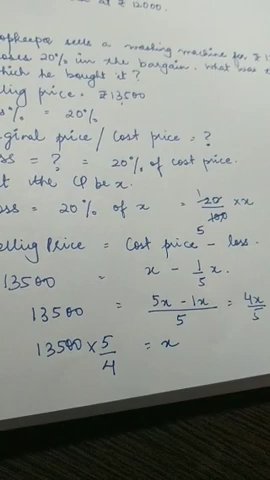 at ₹ 12000.
opkeeper sells a washing machine for ₹ 1
loses 20% in the bargain. What was
hich he bought it?
lling price = ₹13500
ss% = 20%
riginal price / Cost price = ?
ss = ? = 20% of cost price.
t the CP be x.
oss = 20% of x = 1 20/100 5 × x
elling Price = Cost price - loss.
13500 = x - 1/5 x.
13500 = 5x - 1x / 5 = 4x/5
13500 × 5/4 = x